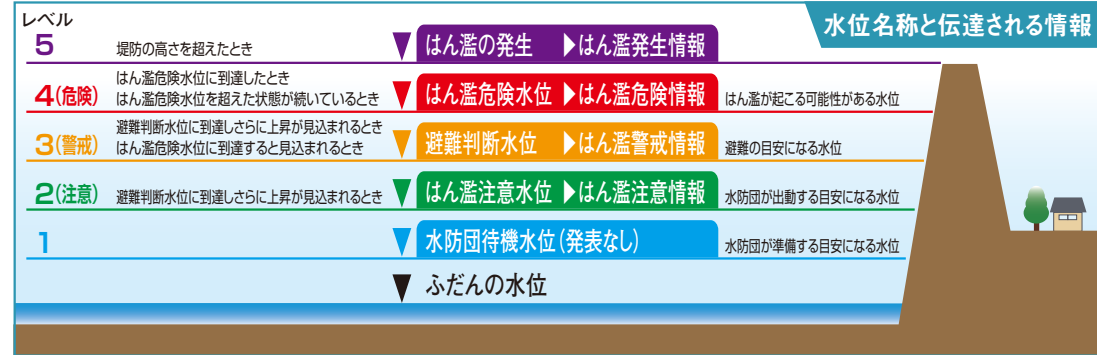 水位名称と伝達される情報
レベル
5 堤防の高さを超えたとき ▼ はん濫の発生 ▶はん濫発生情報
4(危険) はん濫危険水位に到達したとき
はん濫危険水位を超えた状態が続いているとき ▼ はん濫危険水位 ▶はん濫危険情報 はん濫が起こる可能性がある水位
3(警戒) 避難判断水位に到達しさらに上昇が見込まれるとき
はん濫危険水位に到達すると見込まれるとき ▼ 避難判断水位 ▶はん濫警戒情報 避難の目安になる水位
2(注意) 避難判断水位に到達しさらに上昇が見込まれるとき ▼ はん濫注意水位 ▶はん濫注意情報 水防団が出動する目安になる水位
1 ▼ 水防団待機水位(発表なし) 水防団が準備する目安になる水位
▼ ふだんの水位